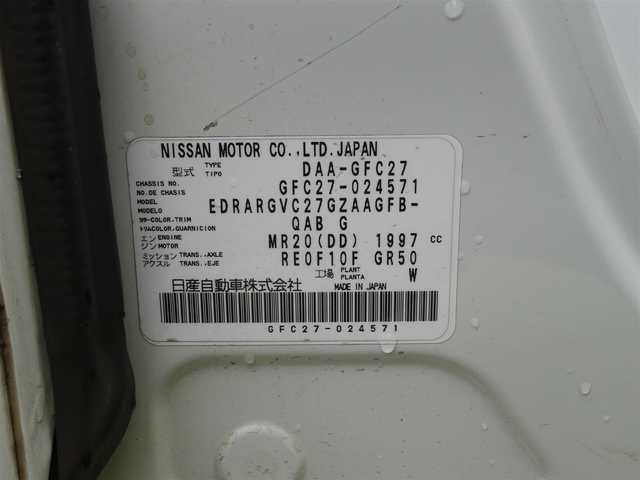 NISSAN MOTOR CO.,LTD.JAPAN
型式 TYPE TIPO DAA-GFC27
CHASSIS NO. NO.DE CHASIS GFC27-024571
MODEL MODELO EDRARGVC27GZAAGFB-
COLOR.TRIM COLOR.GUARNICION QAB G
エンジン ENGINE MOTOR MR20(DD) 1997 cc
ミッション アクスル TRANS.AXLE TRANS.EJE RE0F10F GR50
工場 PLANT PLANTA W
日産自動車株式会社 MADE IN JAPAN
GFC27-024571